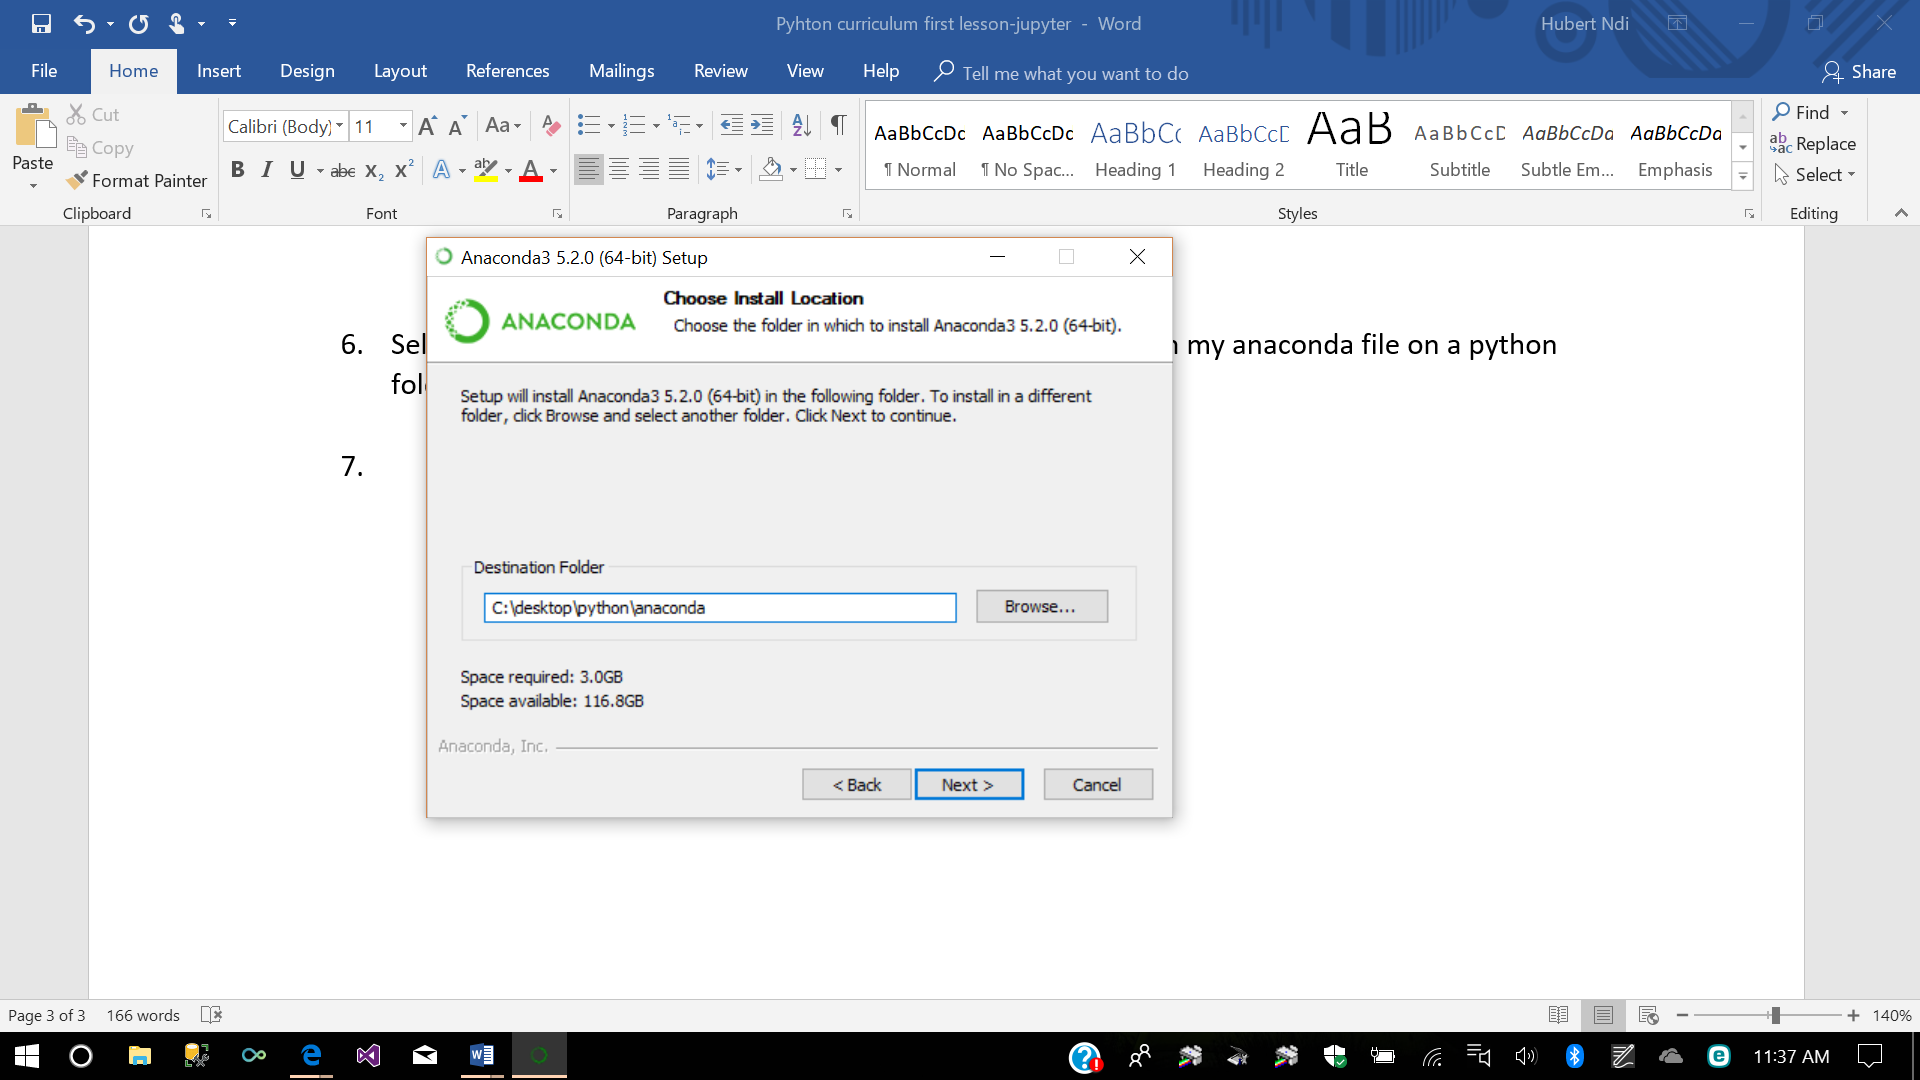 Pyhton curriculum first lesson-jupyter - Word
Hubert Ndi
File Home Insert Design Layout References Mailings Review View Help Tell me what you want to do Share
Paste
Cut
Copy
Format Painter
Clipboard
Calibri (Body) 11
Font
Paragraph
AaBbCcDc AaBbCcDc AaBbCc AaBbCcD AaB AaBbCcD AaBbCcDd AaBbCcDd
¶ Normal ¶ No Spac... Heading 1 Heading 2 Title Subtitle Subtle Em... Emphasis
Styles
Find
Replace
Select
Editing
6. my anaconda file on a python
7.
Anaconda3 5.2.0 (64-bit) Setup
ANACONDA
Choose Install Location
Choose the folder in which to install Anaconda3 5.2.0 (64-bit).
Setup will install Anaconda3 5.2.0 (64-bit) in the following folder. To install in a different
folder, click Browse and select another folder. Click Next to continue.
Destination Folder
C:\desktop\python\anaconda
Browse...
Space required: 3.0GB
Space available: 116.8GB
Anaconda, Inc.
< Back Next > Cancel
Page 3 of 3 166 words
140%
11:37 AM